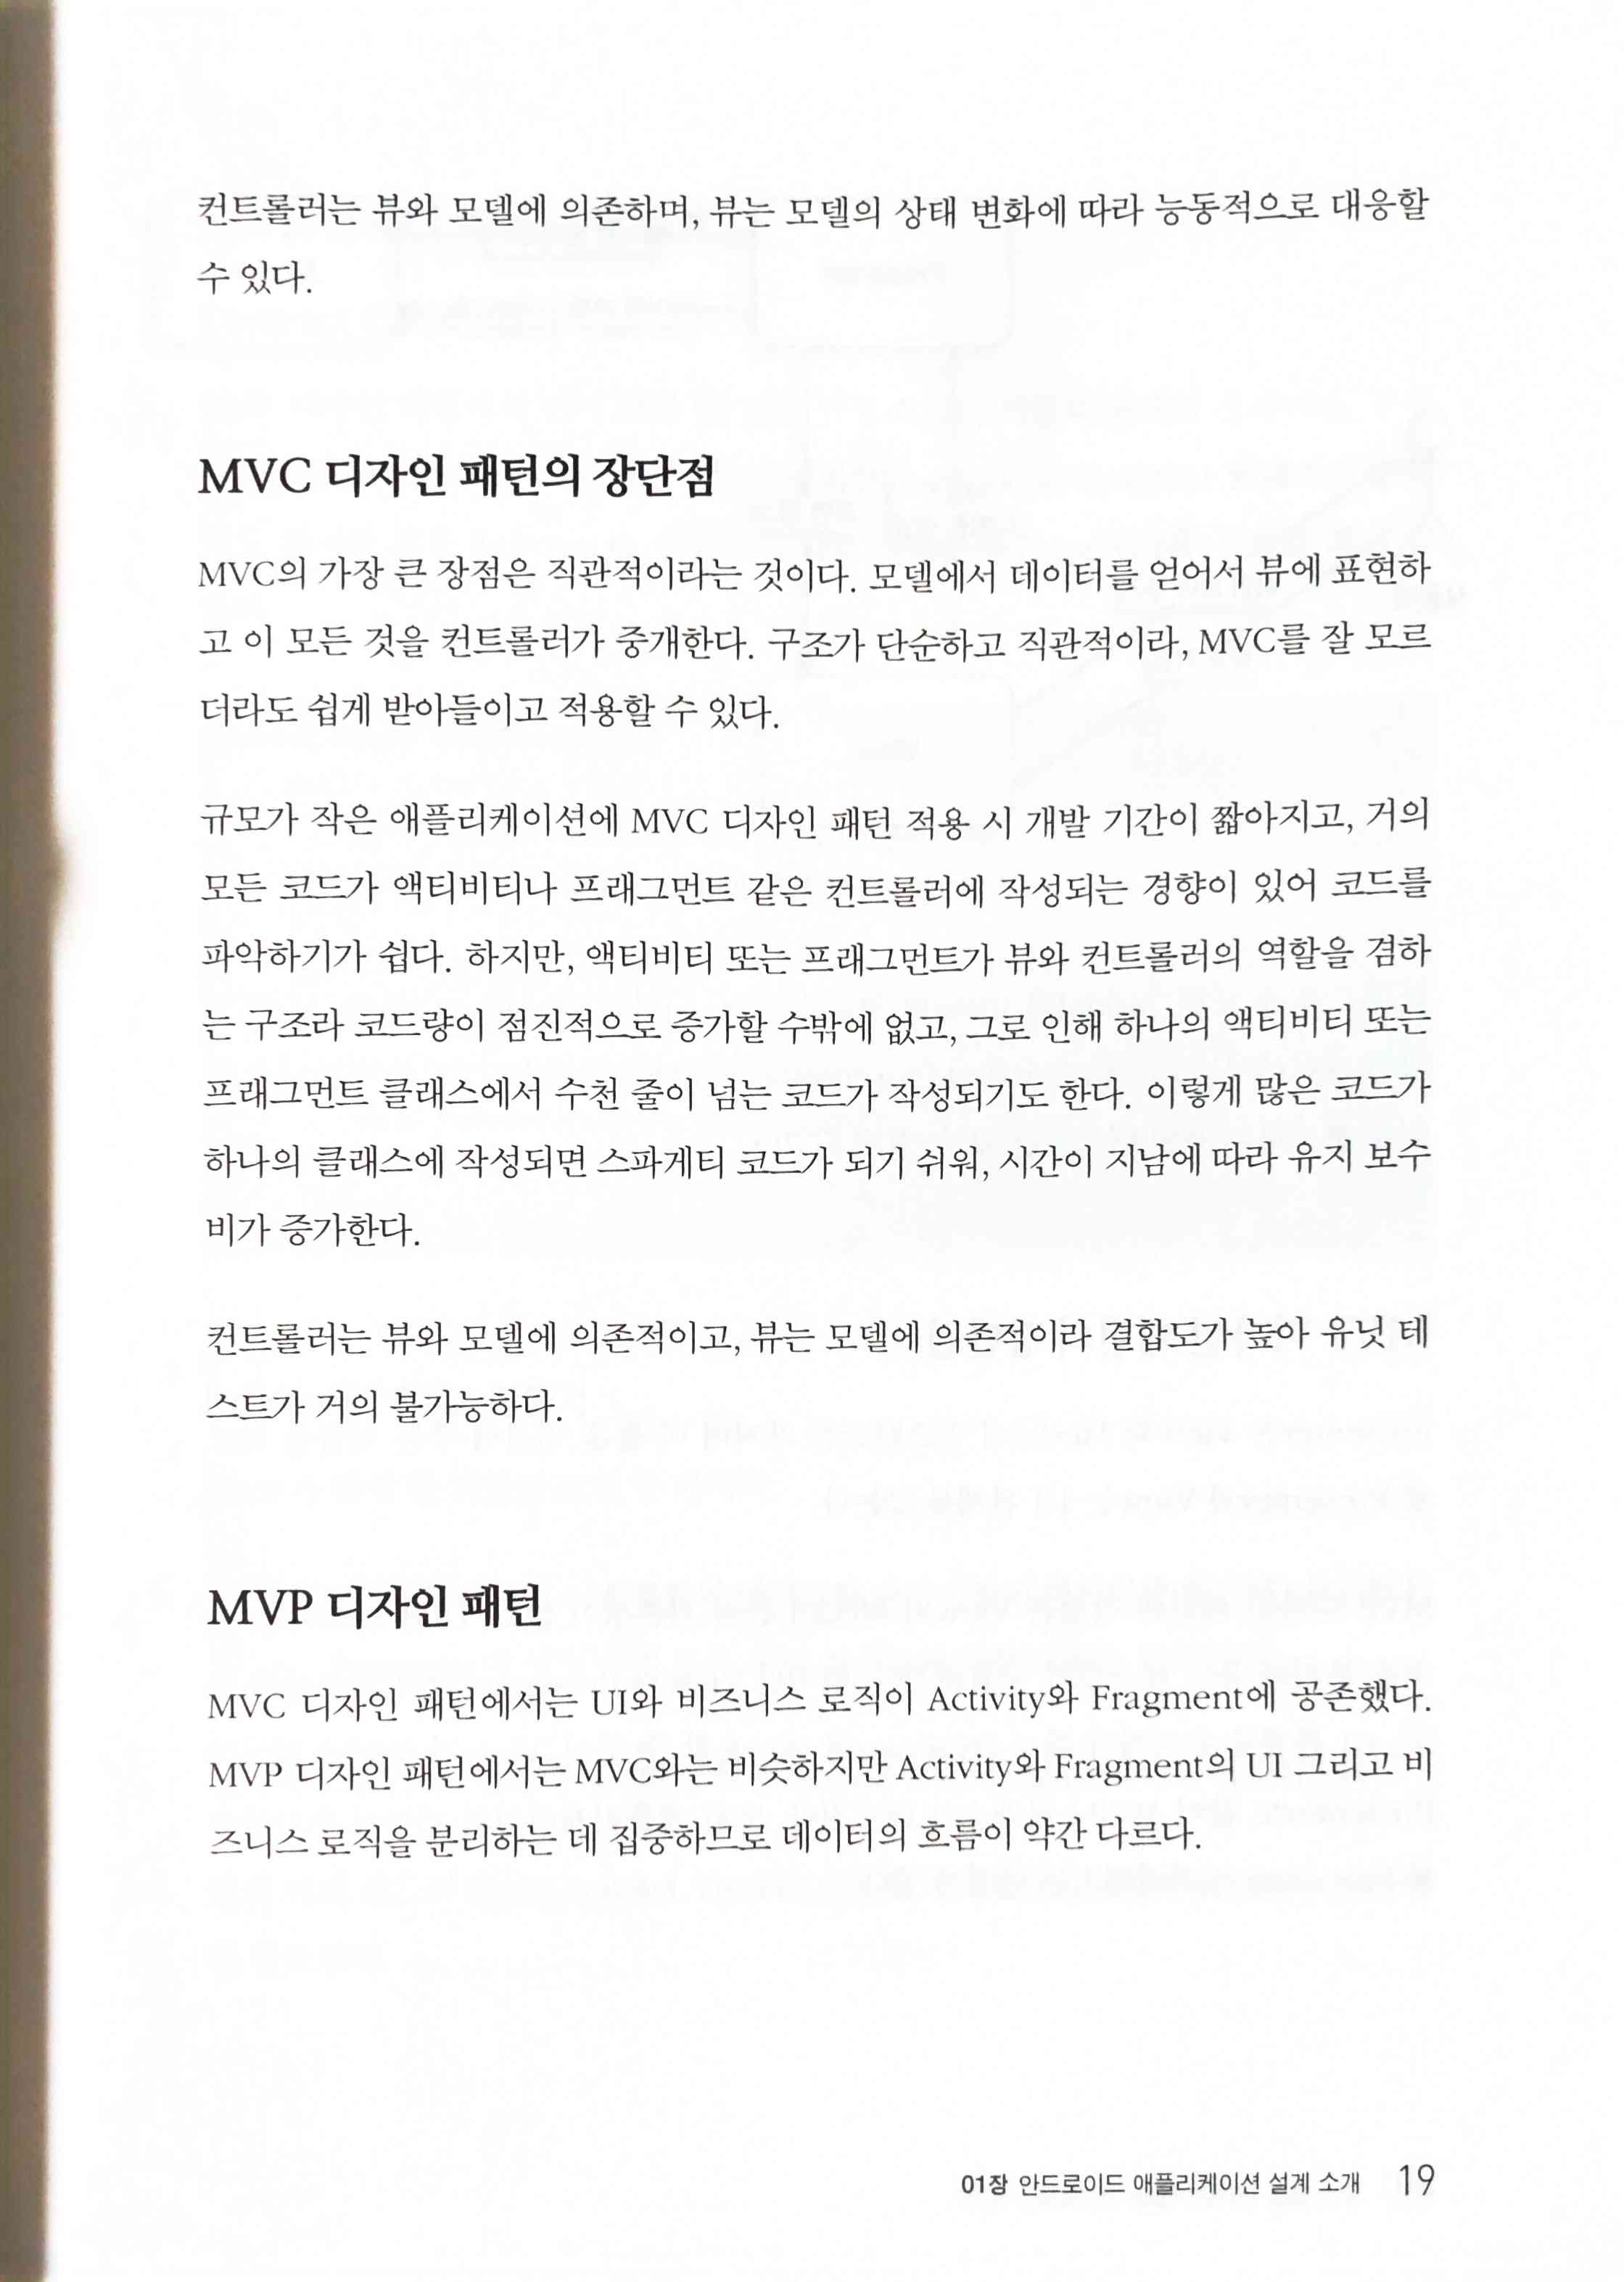 컨트롤러는 뷰와 모델에 의존하며, 뷰는 모델의 상태 변화에 따라 능동적으로 대응할
수 있다.
MVC 디자인 패턴의 장단점
MVC의 가장 큰 장점은 직관적이라는 것이다. 모델에서 데이터를 얻어서 뷰에 표현하
고 이 모든 것을 컨트롤러가 중개한다. 구조가 단순하고 직관적이라, MVC를 잘 모르
더라도 쉽게 받아들이고 적용할 수 있다.
규모가 작은 애플리케이션에 MVC 디자인 패턴 적용 시 개발 기간이 짧아지고, 거의
모든 코드가 액티비티나 프래그먼트 같은 컨트롤러에 작성되는 경향이 있어 코드를
파악하기가 쉽다. 하지만, 액티비티 또는 프래그먼트가 뷰와 컨트롤러의 역할을 겸하
는 구조라 코드량이 점진적으로 증가할 수밖에 없고, 그로 인해 하나의 액티비티 또는
프래그먼트 클래스에서 수천 줄이 넘는 코드가 작성되기도 한다. 이렇게 많은 코드가
하나의 클래스에 작성되면 스파게티 코드가 되기 쉬워, 시간이 지남에 따라 유지 보수
비가 증가한다.
컨트롤러는 뷰와 모델에 의존적이고, 뷰는 모델에 의존적이라 결합도가 높아 유닛 테
스트가 거의 불가능하다.
MVP 디자인 패턴
MVC 디자인 패턴에서는 UI와 비즈니스 로직이 Activity와 Fragment에 공존했다.
MVP 디자인 패턴에서는 MVC와는 비슷하지만 Activity와 Fragment의 UI 그리고 비
즈니스 로직을 분리하는 데 집중하므로 데이터의 흐름이 약간 다르다.
01장 안드로이드 애플리케이션 설계 소개 19